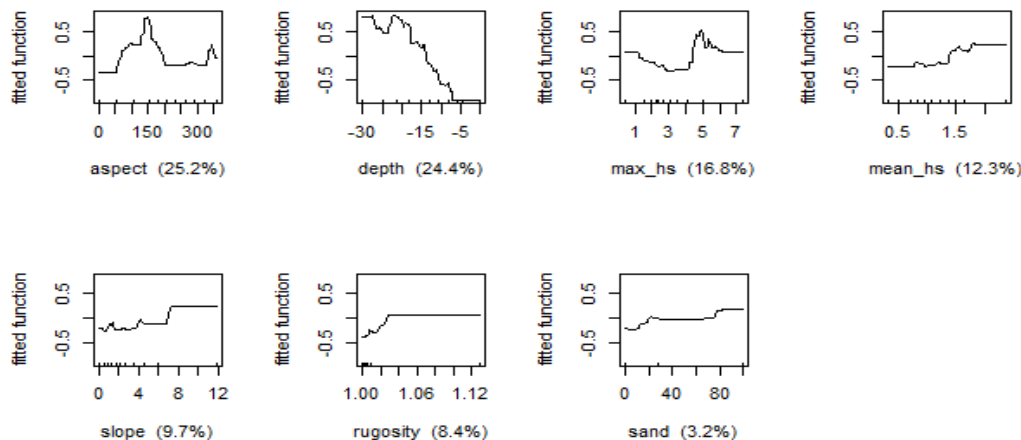 fitted function
0.5
-0.5
0 150 300
aspect (25.2%)
fitted function
0.5
-0.5
-30 -15 -5
depth (24.4%)
fitted function
0.5
-0.5
1 3 5 7
max_hs (16.8%)
fitted function
0.5
-0.5
0.5 1.5
mean_hs (12.3%)
fitted function
0.5
-0.5
0 4 8 12
slope (9.7%)
fitted function
0.5
-0.5
1.00 1.06 1.12
rugosity (8.4%)
fitted function
0.5
-0.5
0 40 80
sand (3.2%)